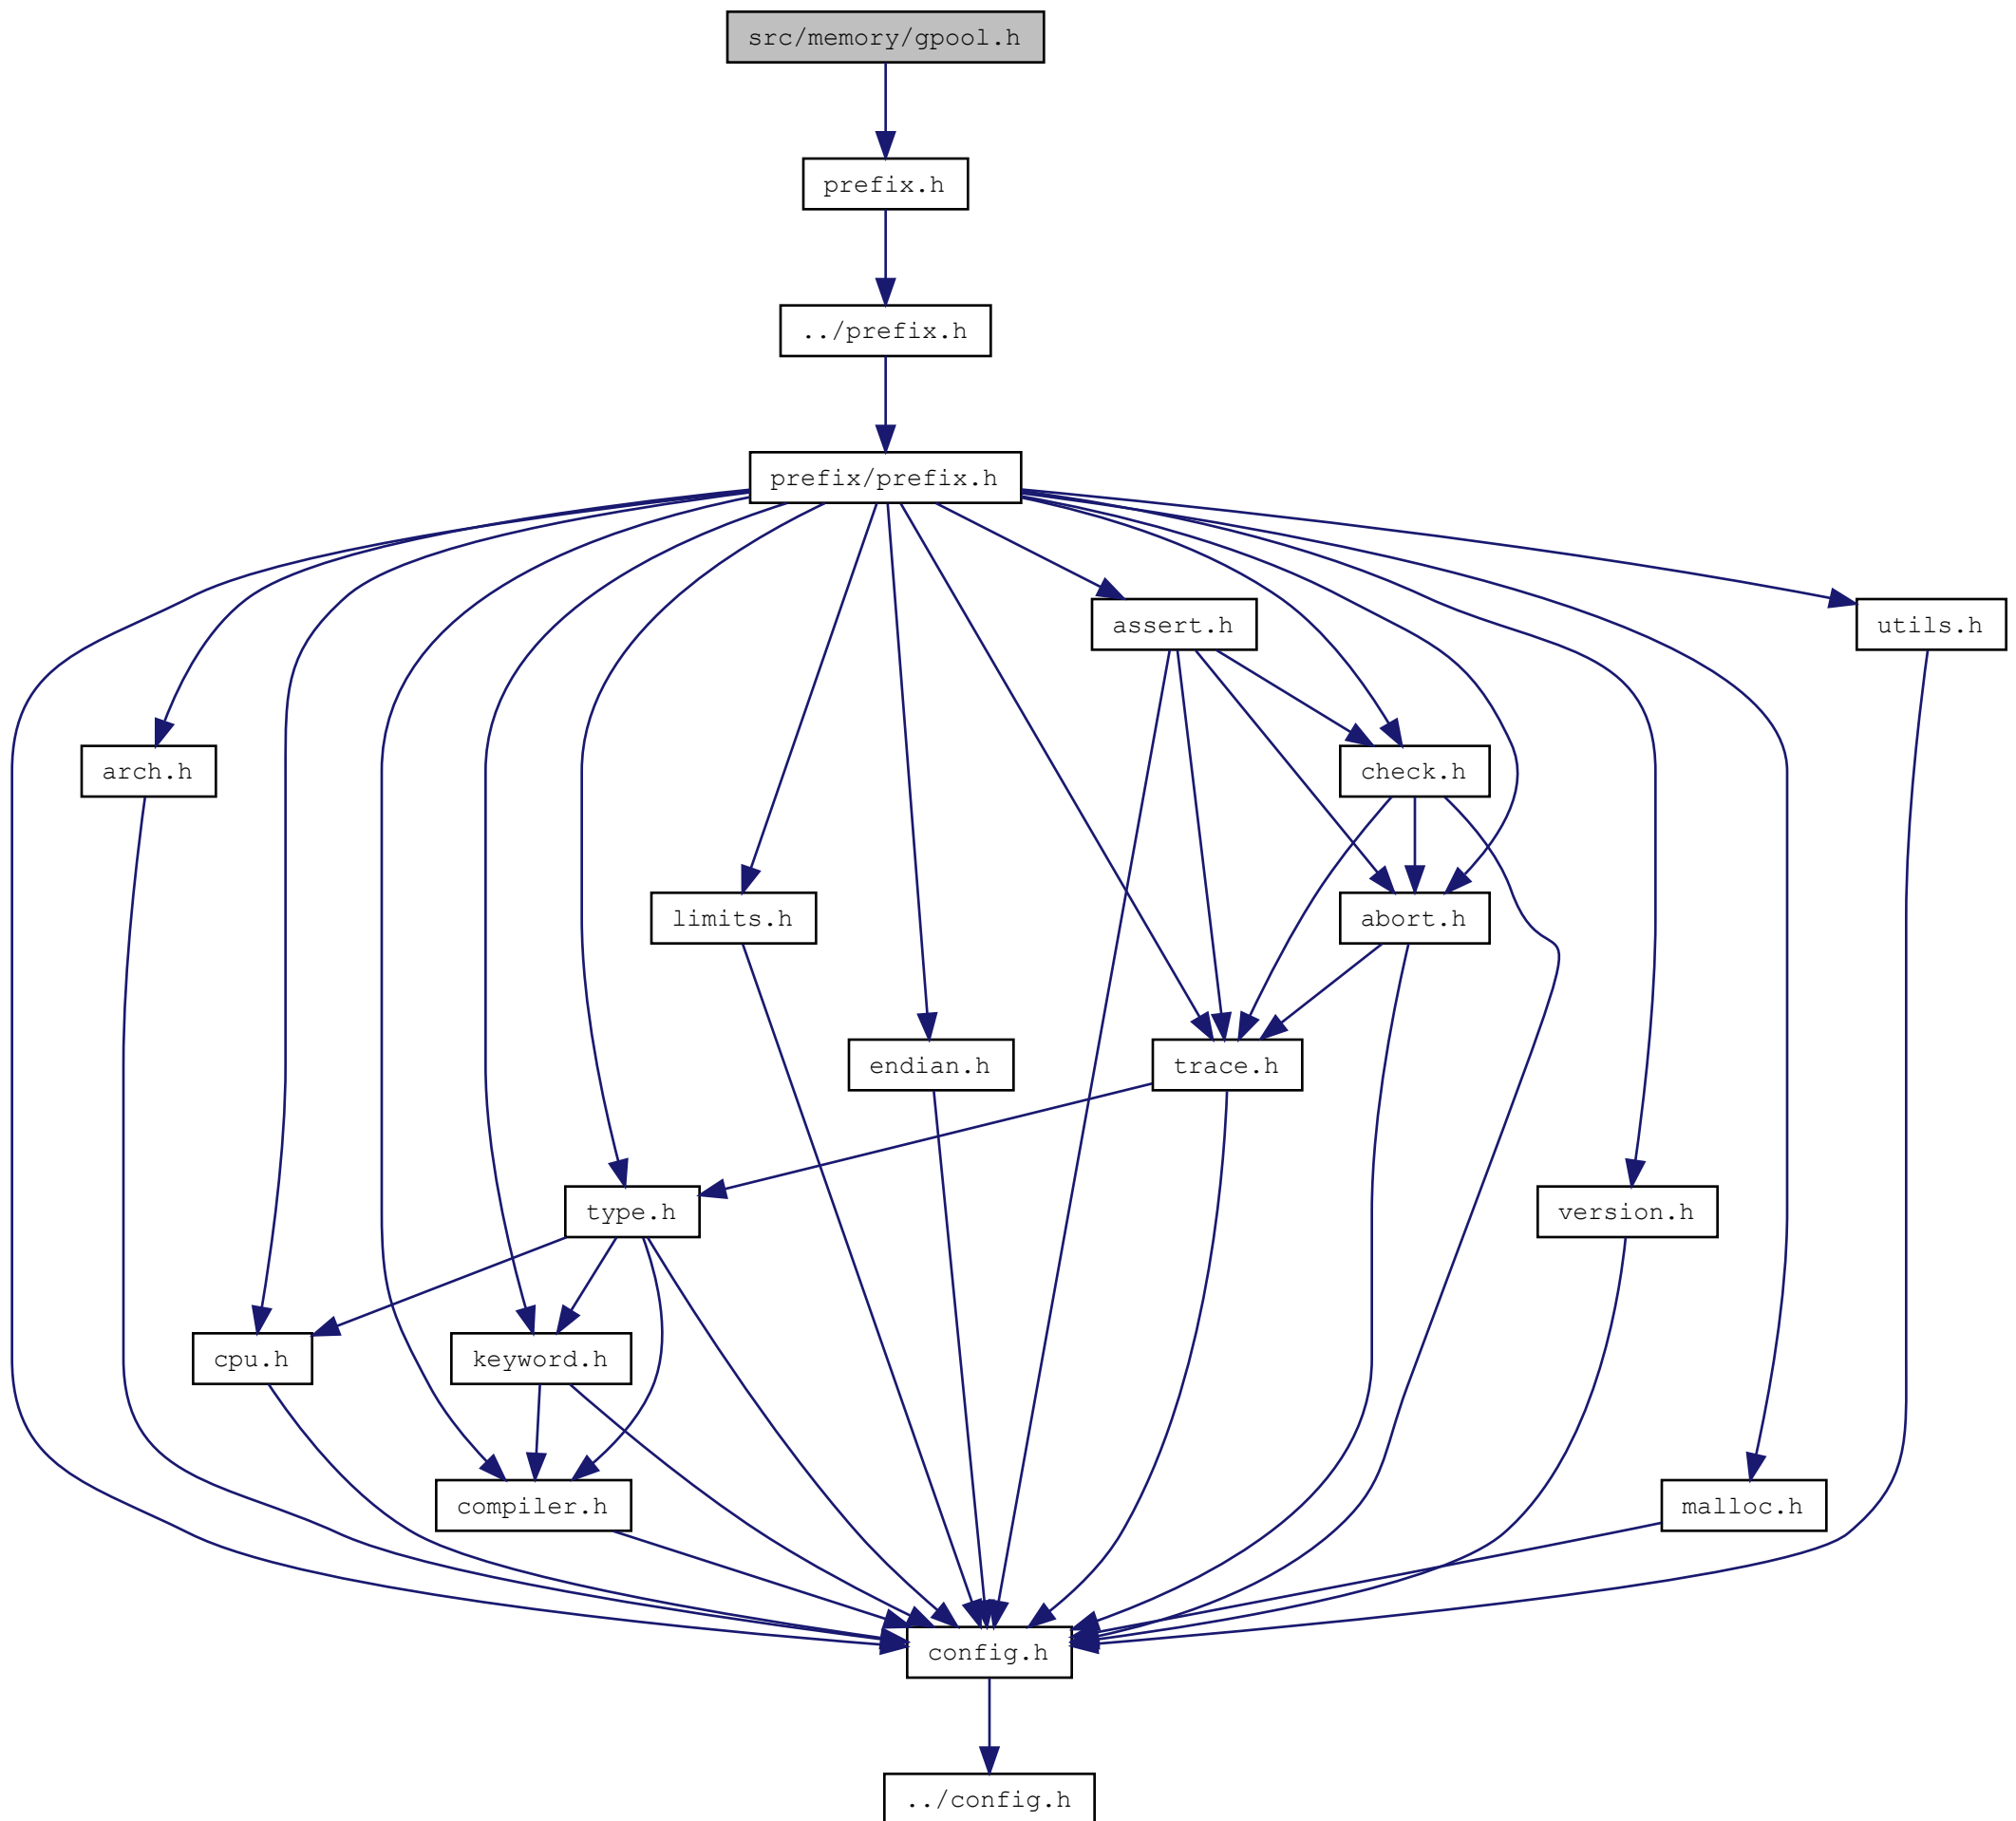 src/memory/gpool.h
prefix.h
../prefix.h
prefix/prefix.h
assert.h
utils.h
arch.h
check.h
limits.h
abort.h
endian.h
trace.h
type.h
version.h
cpu.h
keyword.h
compiler.h
malloc.h
config.h
../config.h